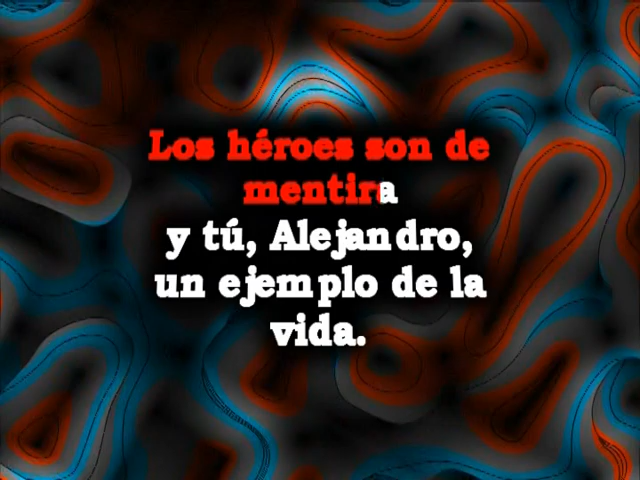 Los héroes son de
mentira
y tú, Alejandro,
un ejemplo de la
vida.